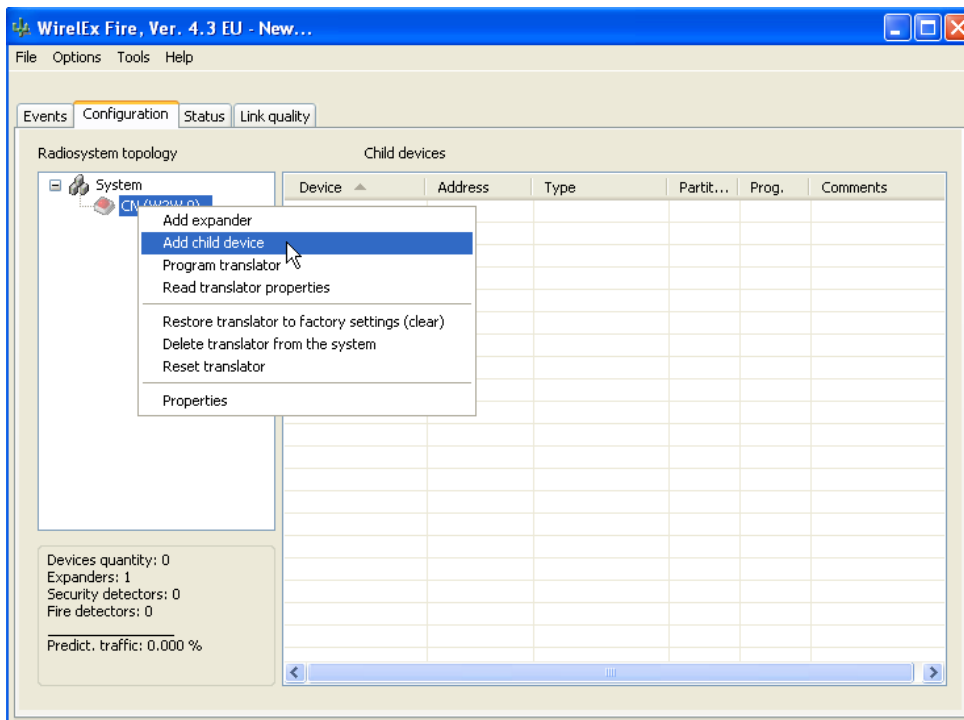 WirelEx Fire, Ver. 4.3 EU - New...
File Options Tools Help
Events Configuration Status Link quality
Radiosystem topology Child devices
System
Device Address Type Partit... Prog. Comments
Add expander
Add child device
Program translator
Read translator properties
Restore translator to factory settings (clear)
Delete translator from the system
Reset translator
Properties
Devices quantity: 0
Expanders: 1
Security detectors: 0
Fire detectors: 0
Predict. traffic: 0.000 %